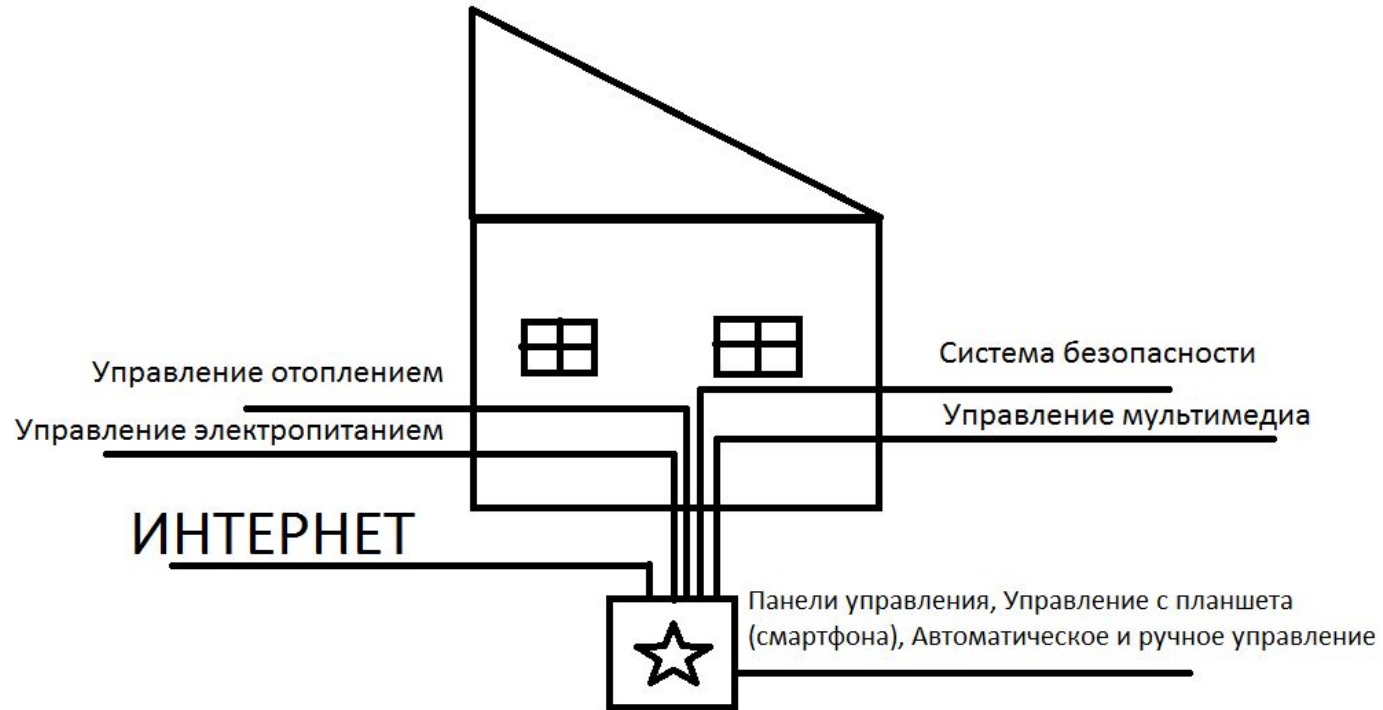 Управление отоплением
Управление электропитанием
ИНТЕРНЕТ
Система безопасности
Управление мультимедиа
Панели управления, Управление с планшета
(смартфона), Автоматическое и ручное управление